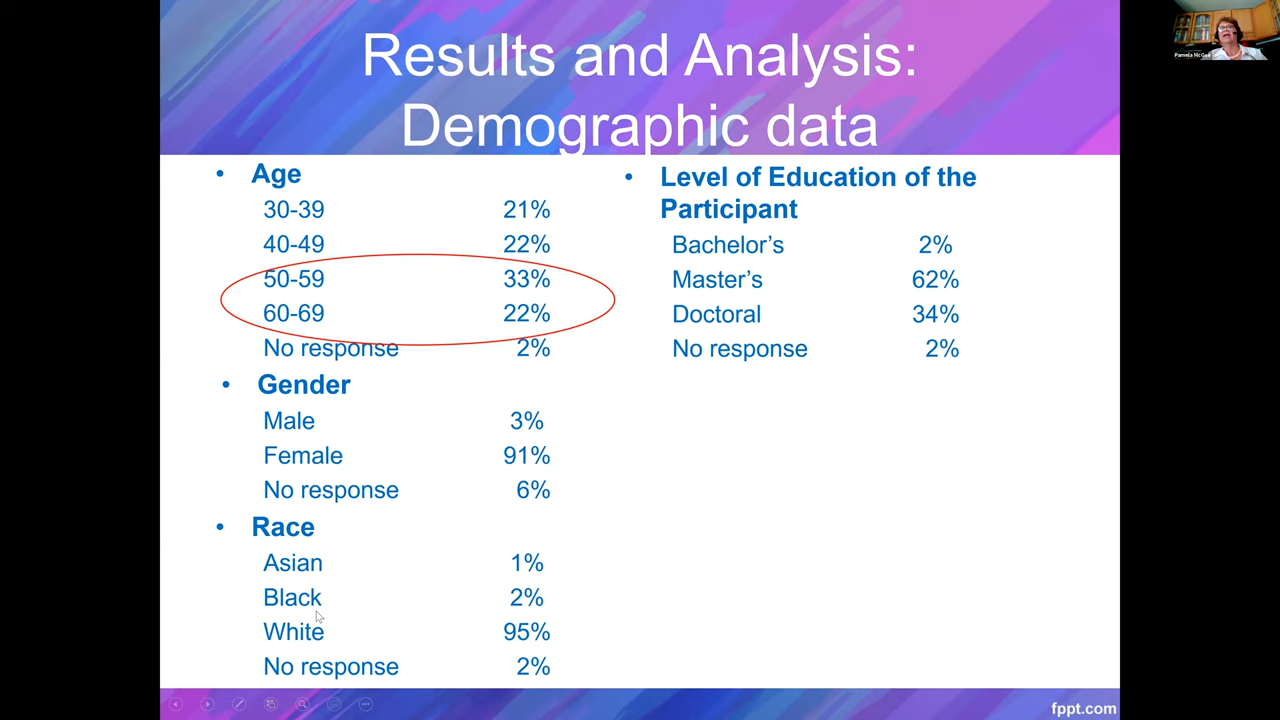 Results and Analysis:
Demographic data
• Age
30-39 21%
40-49 22%
50-59 33%
60-69 22%
No response 2%
• Gender
Male 3%
Female 91%
No response 6%
• Race
Asian 1%
Black 2%
White 95%
No response 2%
• Level of Education of the
Participant
Bachelor’s 2%
Master’s 62%
Doctoral 34%
No response 2%
fppt.com
Pamela